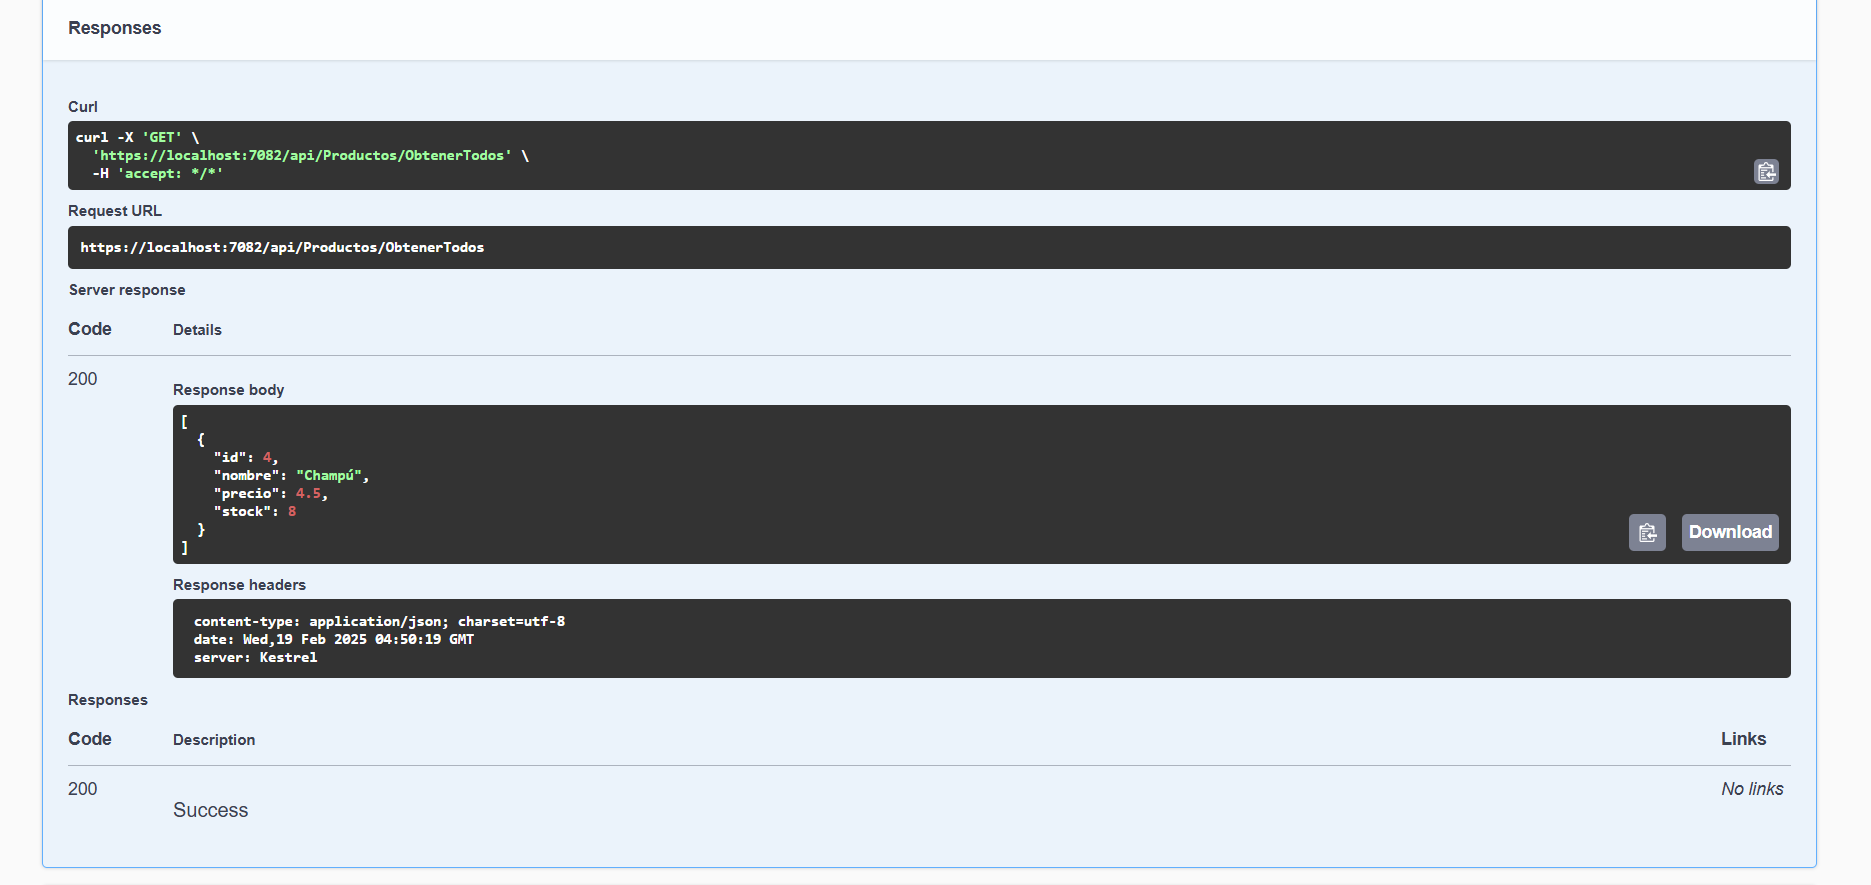 Responses
Curl
curl -X 'GET' \
  'https://localhost:7082/api/Productos/ObtenerTodos' \
  -H 'accept: */*'
Request URL
https://localhost:7082/api/Productos/ObtenerTodos
Server response
Code Details
200
Response body
[
  {
    "id": 4,
    "nombre": "Champú",
    "precio": 4.5,
    "stock": 8
  }
]
Download
Response headers
content-type: application/json; charset=utf-8
date: Wed,19 Feb 2025 04:50:19 GMT
server: Kestrel
Responses
Code Description Links
200 No links
Success